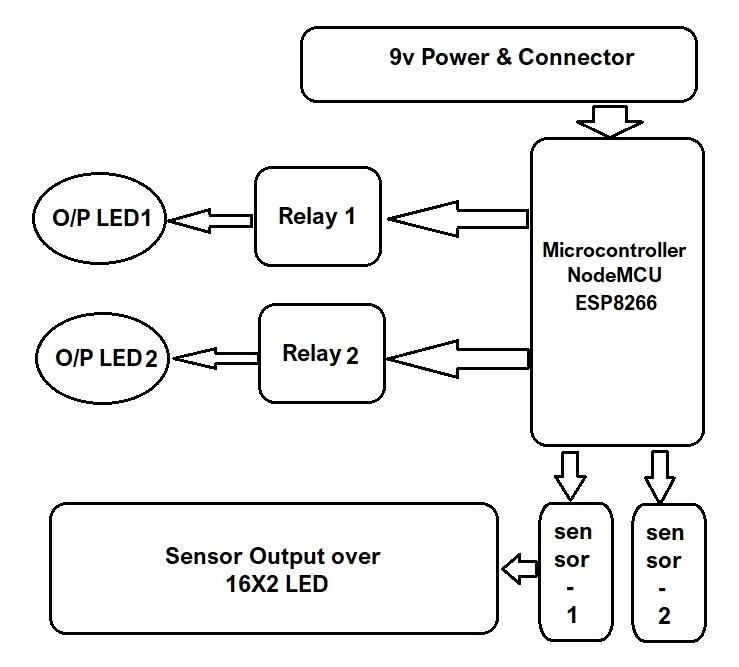 9v Power & Connector
O/P LED1
Relay 1
Microcontroller
NodeMCU
ESP8266
O/P LED 2
Relay 2
Sensor Output over
16X2 LED
sen
sor
-
1
sen
sor
-
2